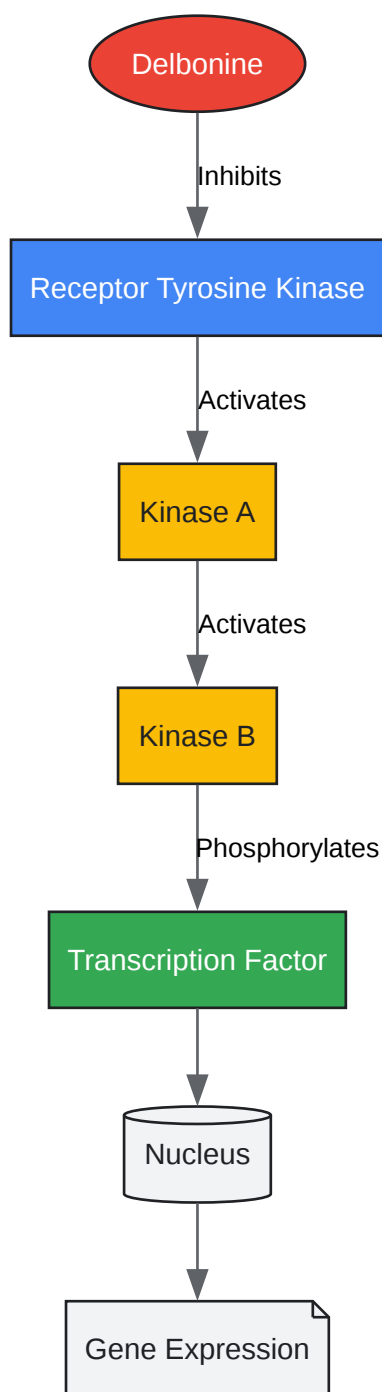 Delbonine
Inhibits
Receptor Tyrosine Kinase
Activates
Kinase A
Activates
Kinase B
Phosphorylates
Transcription Factor
Nucleus
Gene Expression